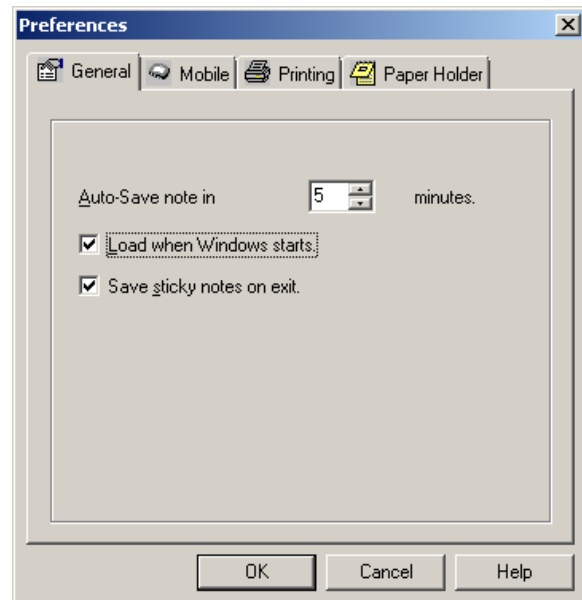 Preferences
General Mobile Printing Paper Holder
Auto-Save note in 5 minutes.
Load when Windows starts.
Save sticky notes on exit.
OK Cancel Help